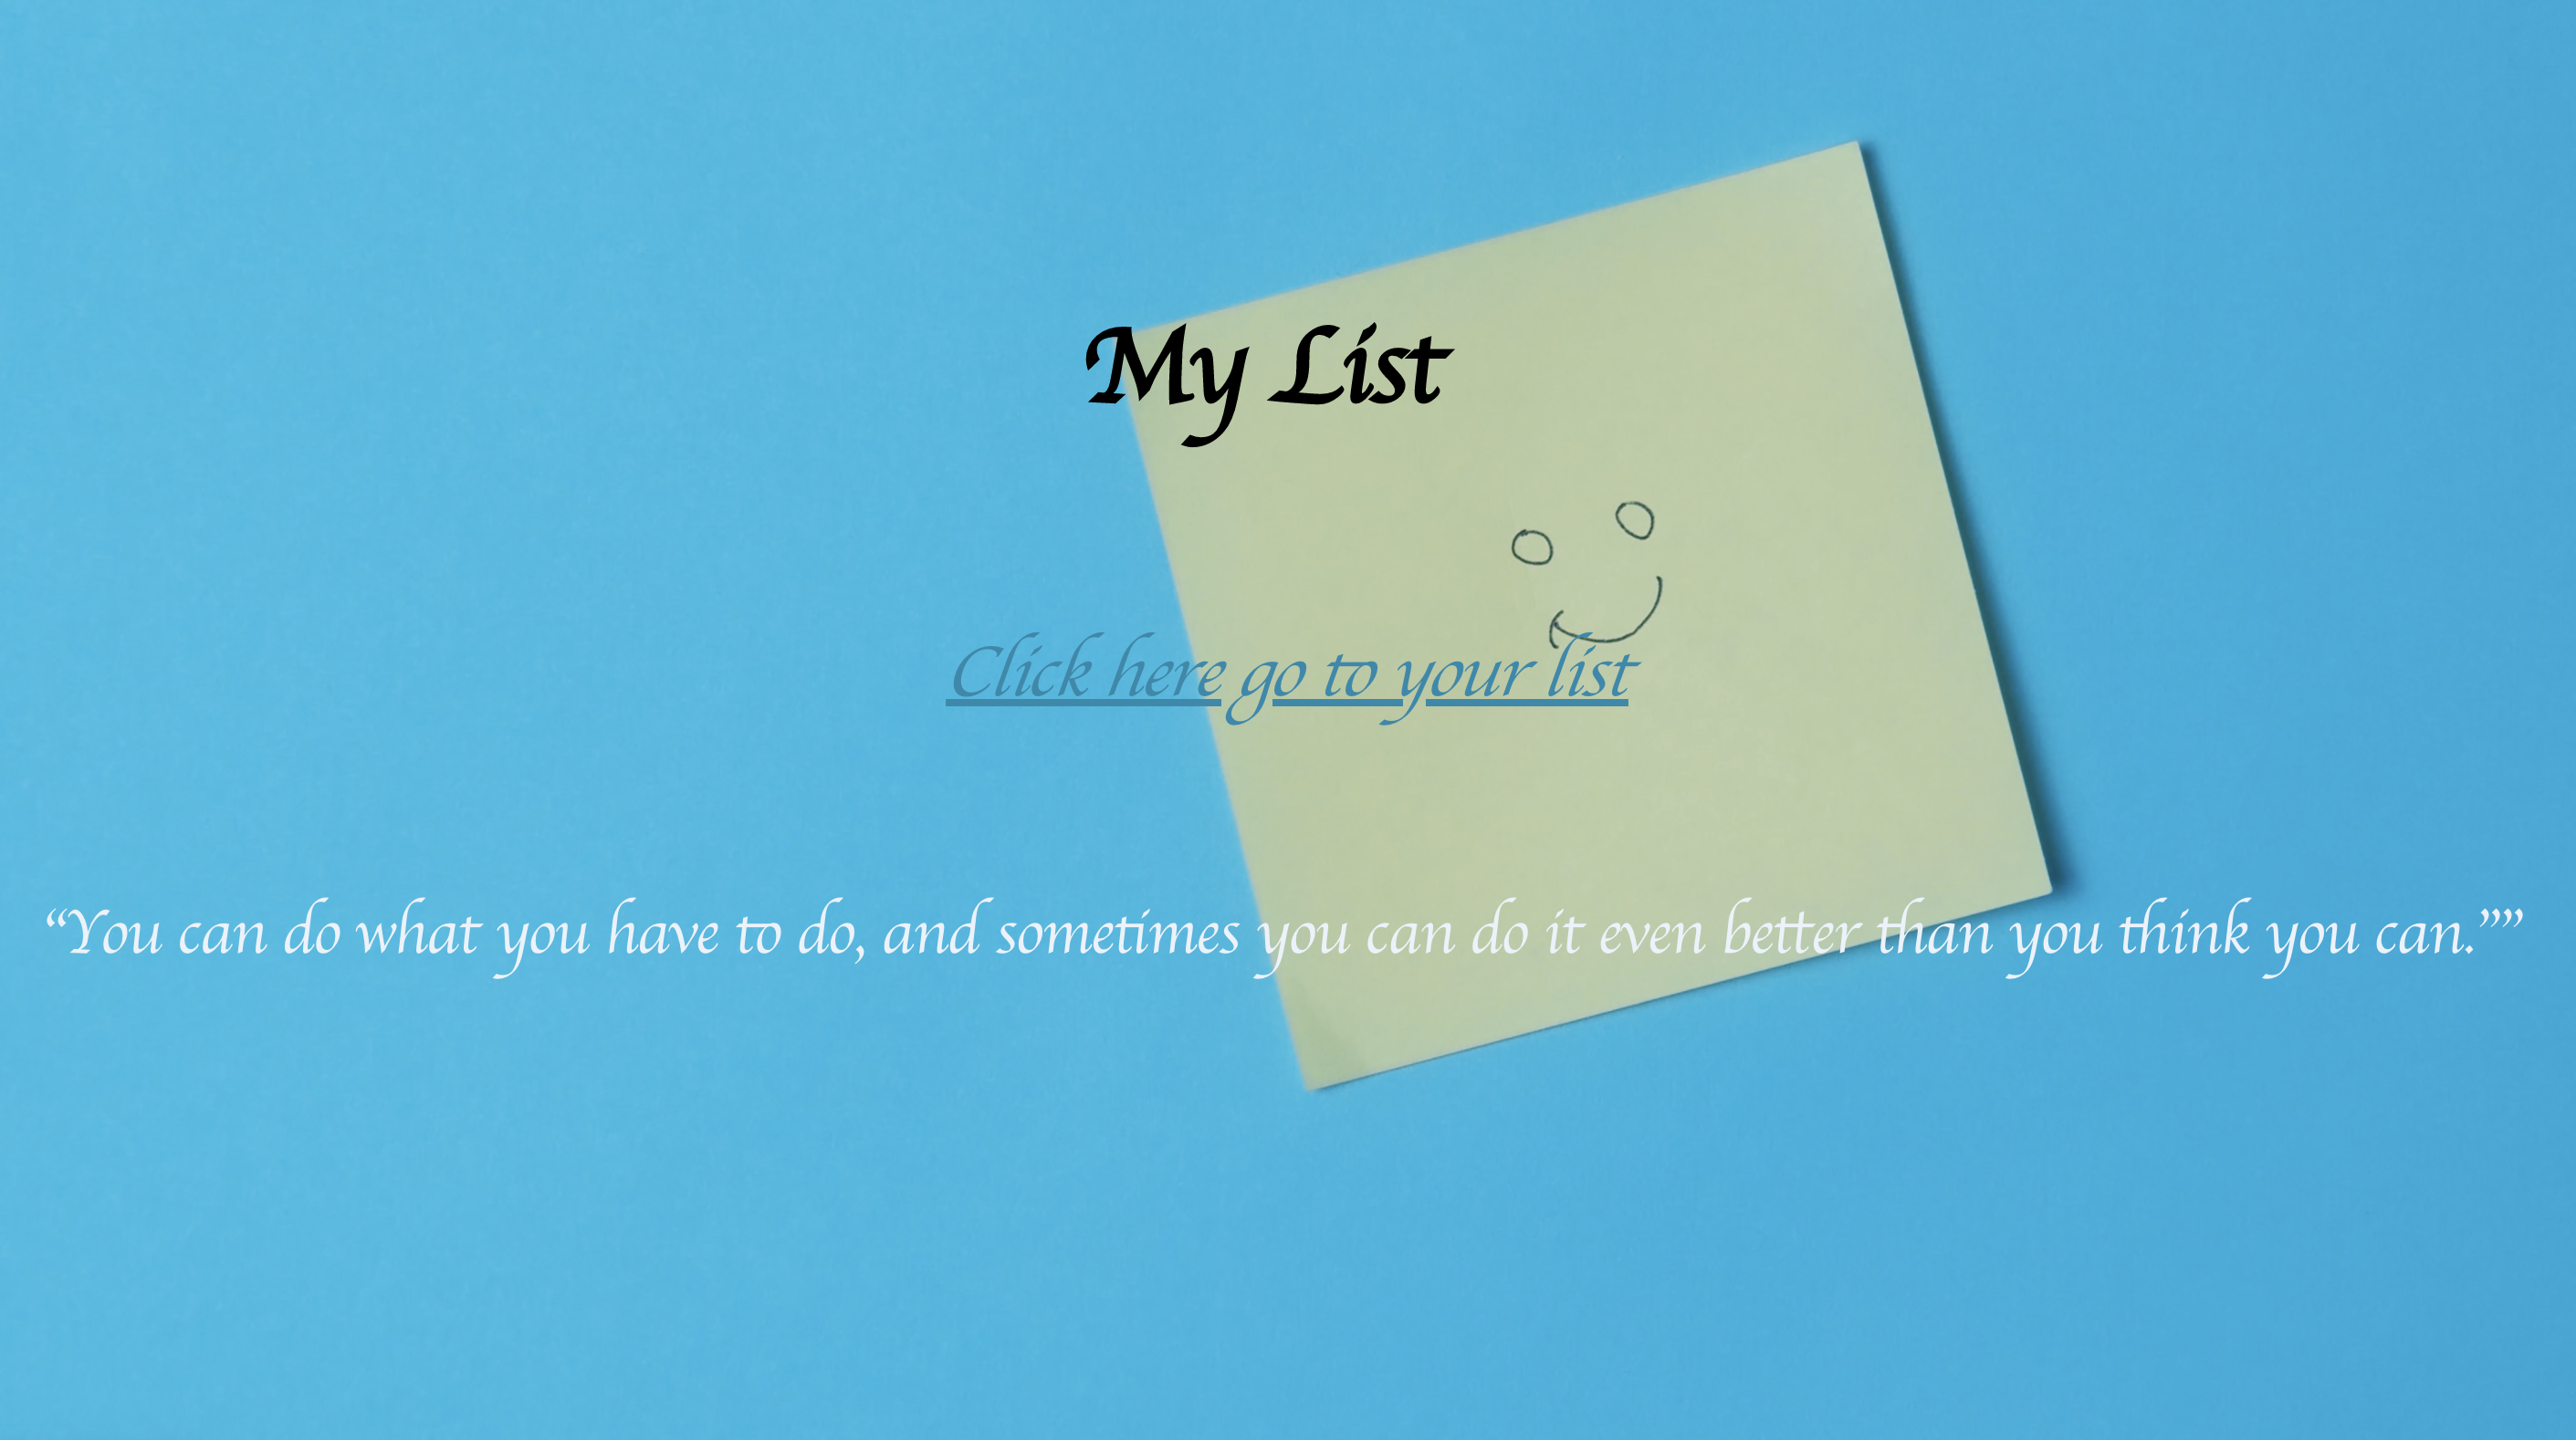 My List
Click here go to your list
“You can do what you have to do, and sometimes you can do it even better than you think you can.””